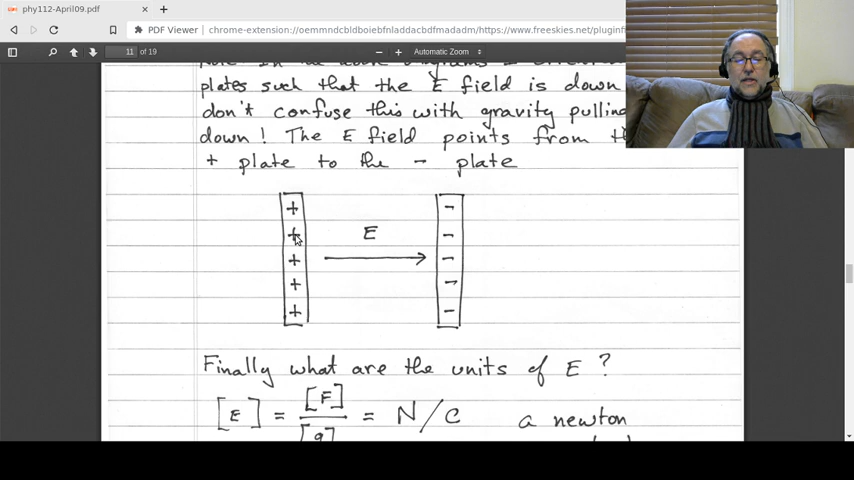 phy112-April09.pdf
PDF Viewer
chrome-extension://oemmndcbldboiebfnladdacbdfmadadm/https://www.freeskies.net/pluginfi
11 of 19
Automatic Zoom
plates such that the E field is down
don't confuse this with gravity pulling
down! The E field points from
+ plate to the - plate
+ -
+ E -
+ -
+ -
+ -
Finally what are the units of E ?
[E] = [F] / [q] = N/C a newton